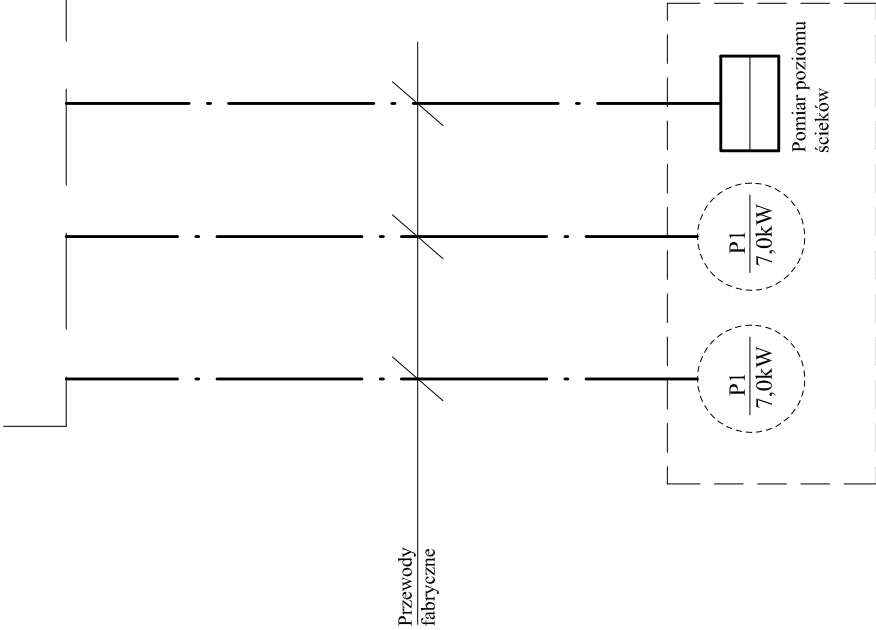 Pomiar poziomu
ścieków
P1
7,0kW
P1
7,0kW
Przewody
fabryczne